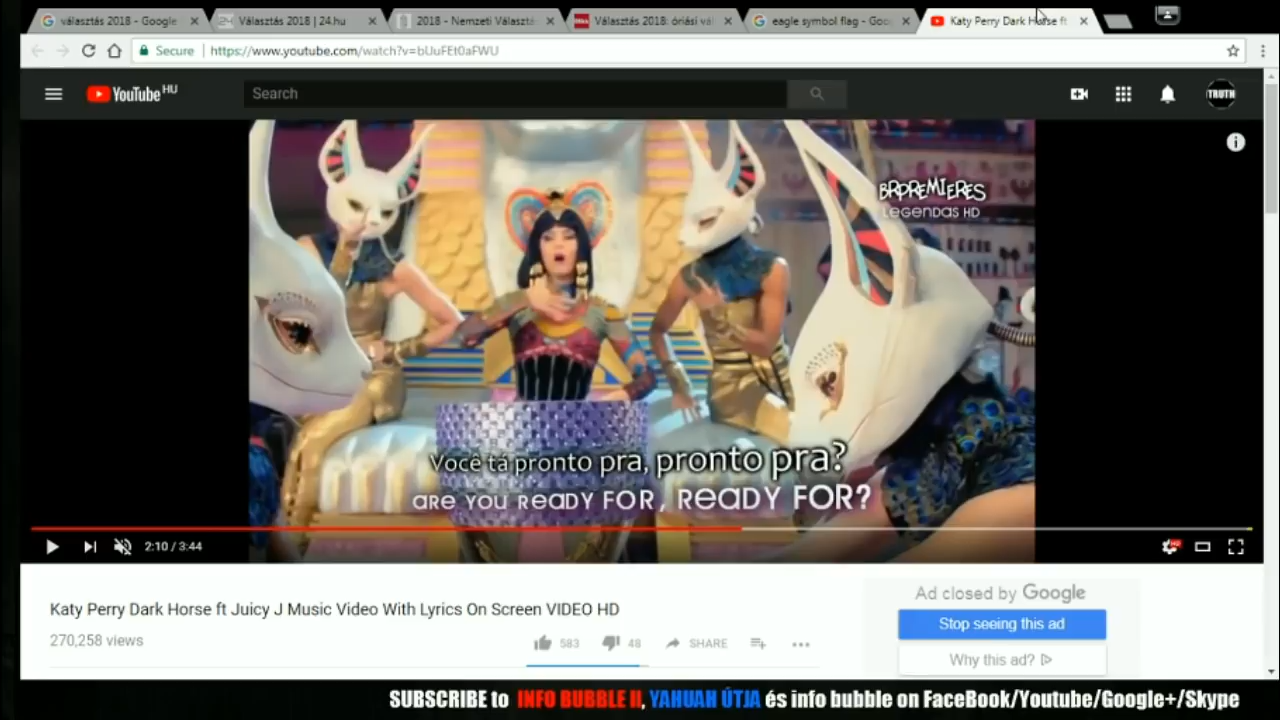 választás 2018 - Google
Választás 2018 | 24.hu
2018 - Nemzeti Választá
Választás 2018: óriási vá
eagle symbol flag - Goo
Katy Perry Dark Horse ft
Secure
https://www.youtube.com/watch?v=bUuFEt0aFWU
YouTube HU
Search
TRUTH
BRPREMIERES
LEGENDAS HD
Você tá pronto pra, pronto pra?
ARE YOU READY FOR, READY FOR?
2:10 / 3:44
Katy Perry Dark Horse ft Juicy J Music Video With Lyrics On Screen VIDEO HD
270,258 views
583
48
SHARE
Ad closed by Google
Stop seeing this ad
Why this ad?
SUBSCRIBE to INFO BUBBLE II, YAHUAH ÚTJA és info bubble on FaceBook/Youtube/Google+/Skype